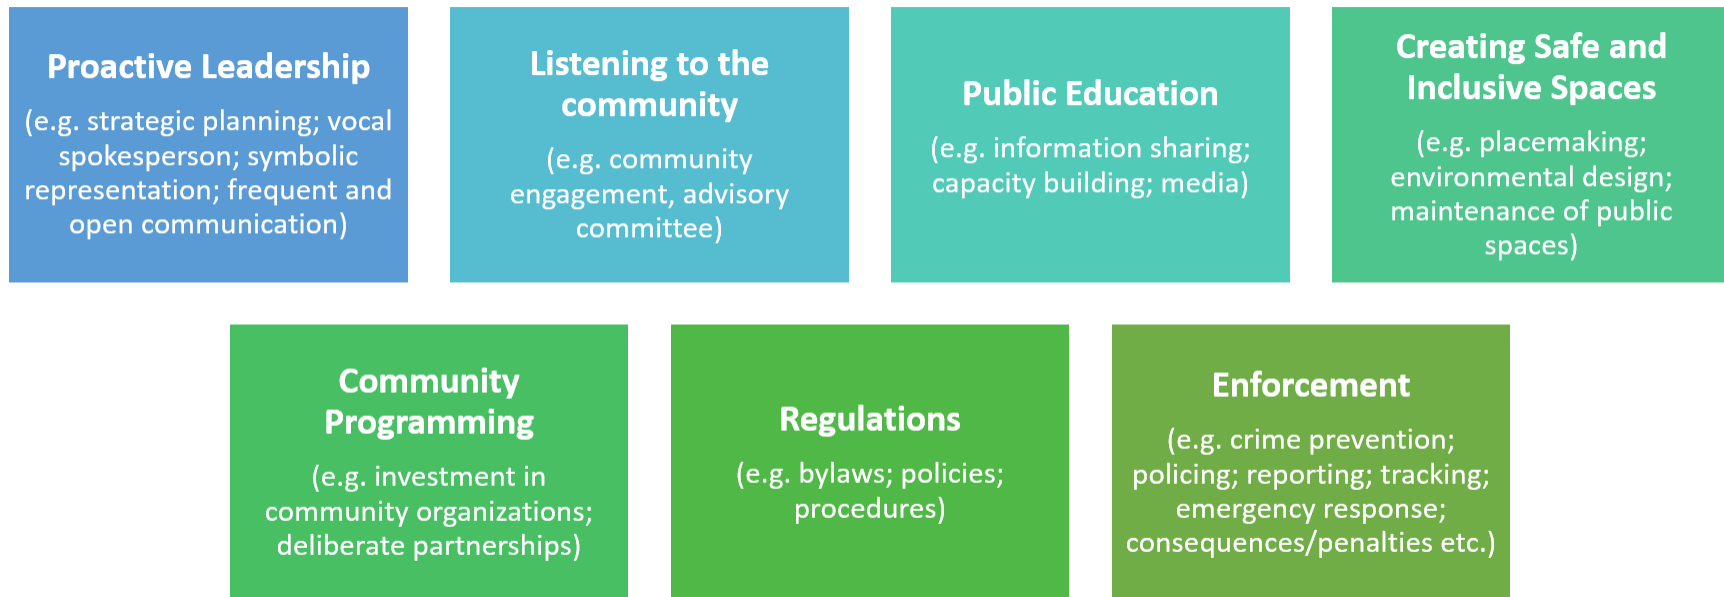 Proactive Leadership
(e.g. strategic planning; vocal
spokesperson; symbolic
representation; frequent and
open communication)
Listening to the
community
(e.g. community
engagement, advisory
committee)
Public Education
(e.g. information sharing;
capacity building; media)
Creating Safe and
Inclusive Spaces
(e.g. placemaking;
environmental design;
maintenance of public
spaces)
Community
Programming
(e.g. investment in
community organizations;
deliberate partnerships)
Regulations
(e.g. bylaws; policies;
procedures)
Enforcement
(e.g. crime prevention;
policing; reporting; tracking;
emergency response;
consequences/penalties etc.)